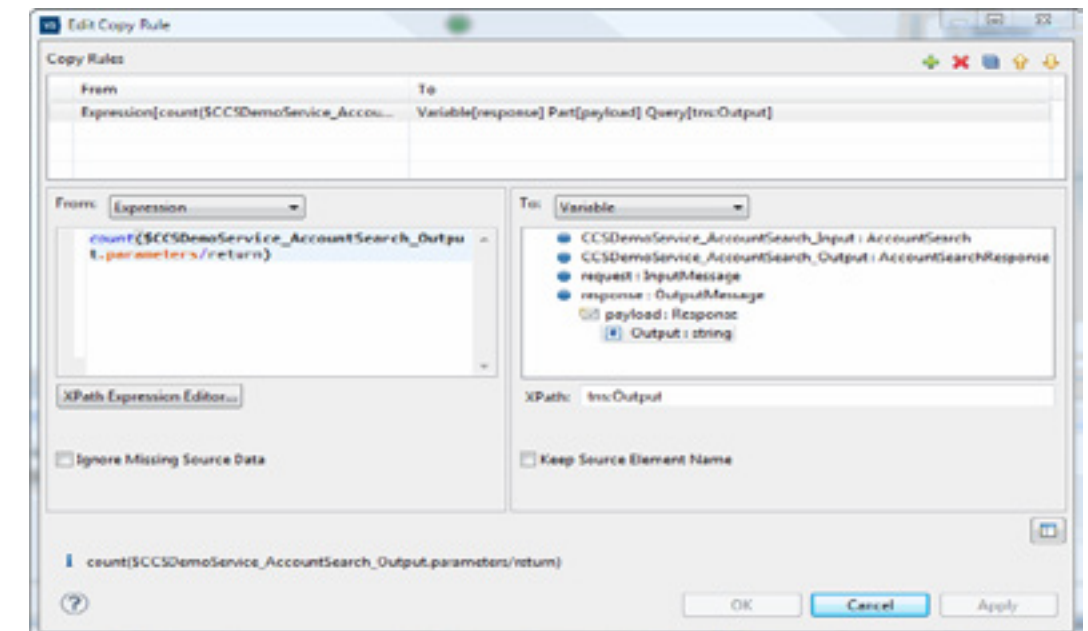 VG Edit Copy Rule
Copy Rules
From To
Expression[count($CCSDemoService_Accou... Variable[response] Part[payload] Query[tns:Output]
From: Expression
To: Variable
count($CCSDemoService_AccountSearch_Outpu
t.parameters/return)
CCSDemoService_AccountSearch_Input : AccountSearch
CCSDemoService_AccountSearch_Output : AccountSearchResponse
request : InputMessage
response : OutputMessage
payload : Response
Output : string
XPath Expression Editor...
XPath: tns:Output
Ignore Missing Source Data
Keep Source Element Name
count($CCSDemoService_AccountSearch_Output.parameters/return)
OK Cancel Apply